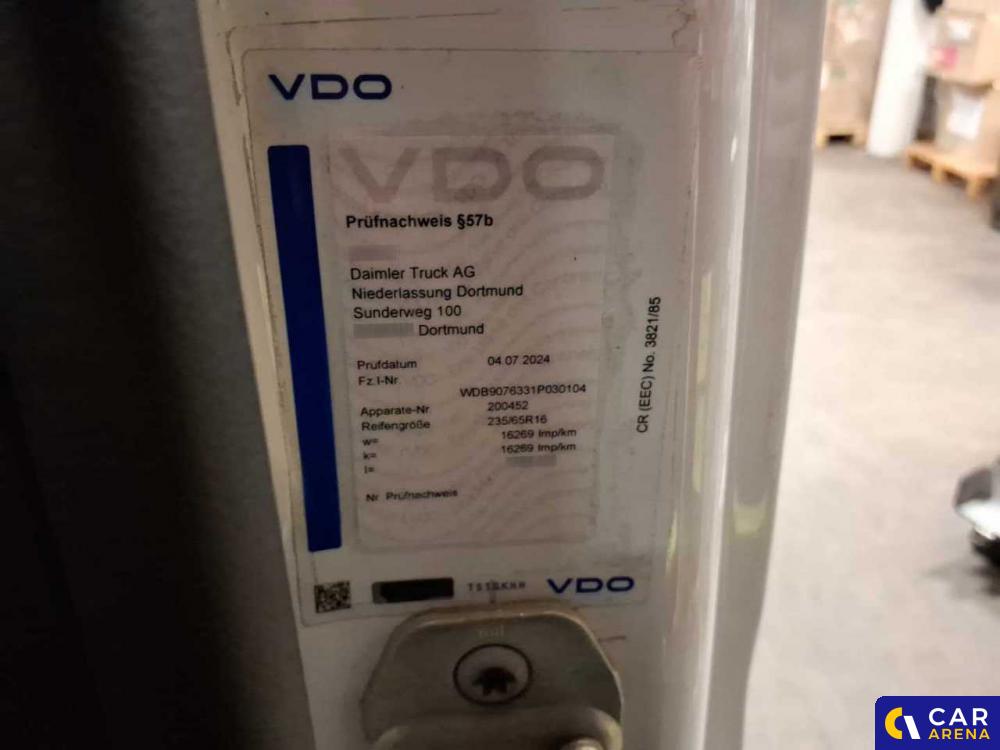 VDO
VDO
Prüfnachweis §57b
Daimler Truck AG
Niederlassung Dortmund
Sunderweg 100
Dortmund
Prüfdatum 04.07 2024
Fz.I-Nr. WDB9076331P030104
Apparate-Nr 200452
Reifengröße 235/65R16
w= 16269 Imp/km
k= 16269 Imp/km
l=
Nr Prüfnachweis
CR (EEC) No. 3821/85
VDO
CAR
ARENA